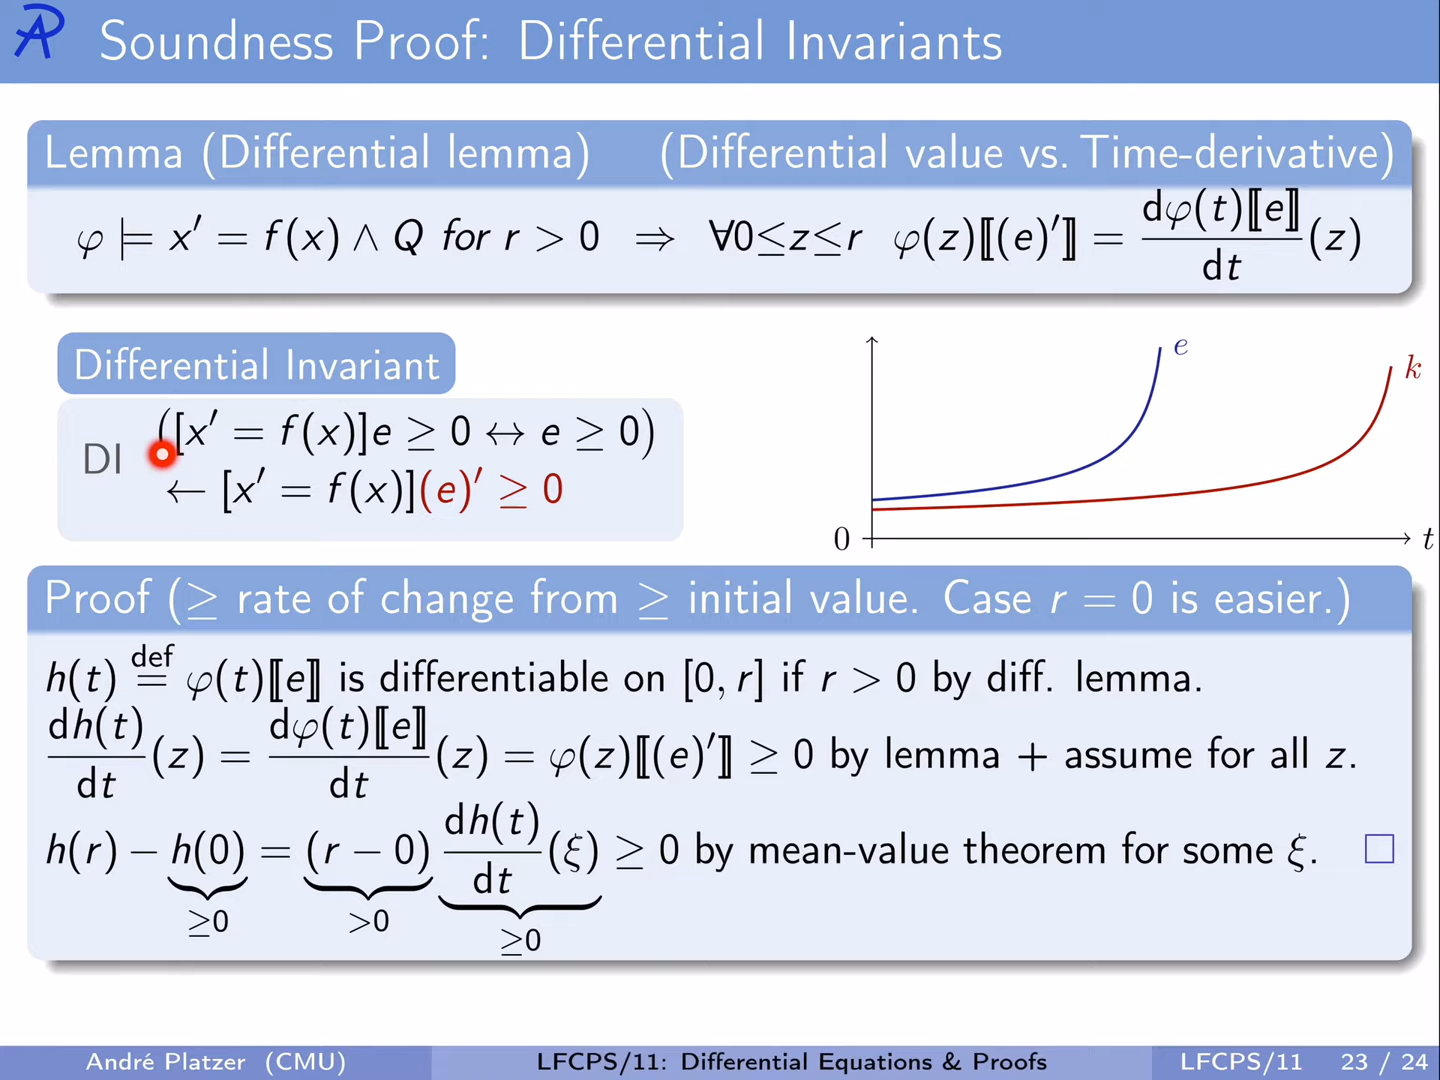 Soundness Proof: Differential Invariants
Lemma (Differential lemma) (Differential value vs. Time-derivative)
φ ⊨ x′ = f(x) ∧ Q for r > 0 ⇒ ∀0≤z≤r φ(z)⟦(e)′⟧ = dφ(t)⟦e⟧/dt (z)
Differential Invariant
DI ([x′ = f(x)]e ≥ 0 ↔ e ≥ 0)
← [x′ = f(x)](e)′ ≥ 0
e
k
0
t
Proof (≥ rate of change from ≥ initial value. Case r = 0 is easier.)
h(t) def= φ(t)⟦e⟧ is differentiable on [0, r] if r > 0 by diff. lemma.
dh(t)/dt (z) = dφ(t)⟦e⟧/dt (z) = φ(z)⟦(e)′⟧ ≥ 0 by lemma + assume for all z.
h(r) − h(0) = (r − 0) dh(t)/dt (ξ) ≥ 0 by mean-value theorem for some ξ. □
≥0 >0 ≥0
André Platzer (CMU) LFCPS/11: Differential Equations & Proofs LFCPS/11 23 / 24